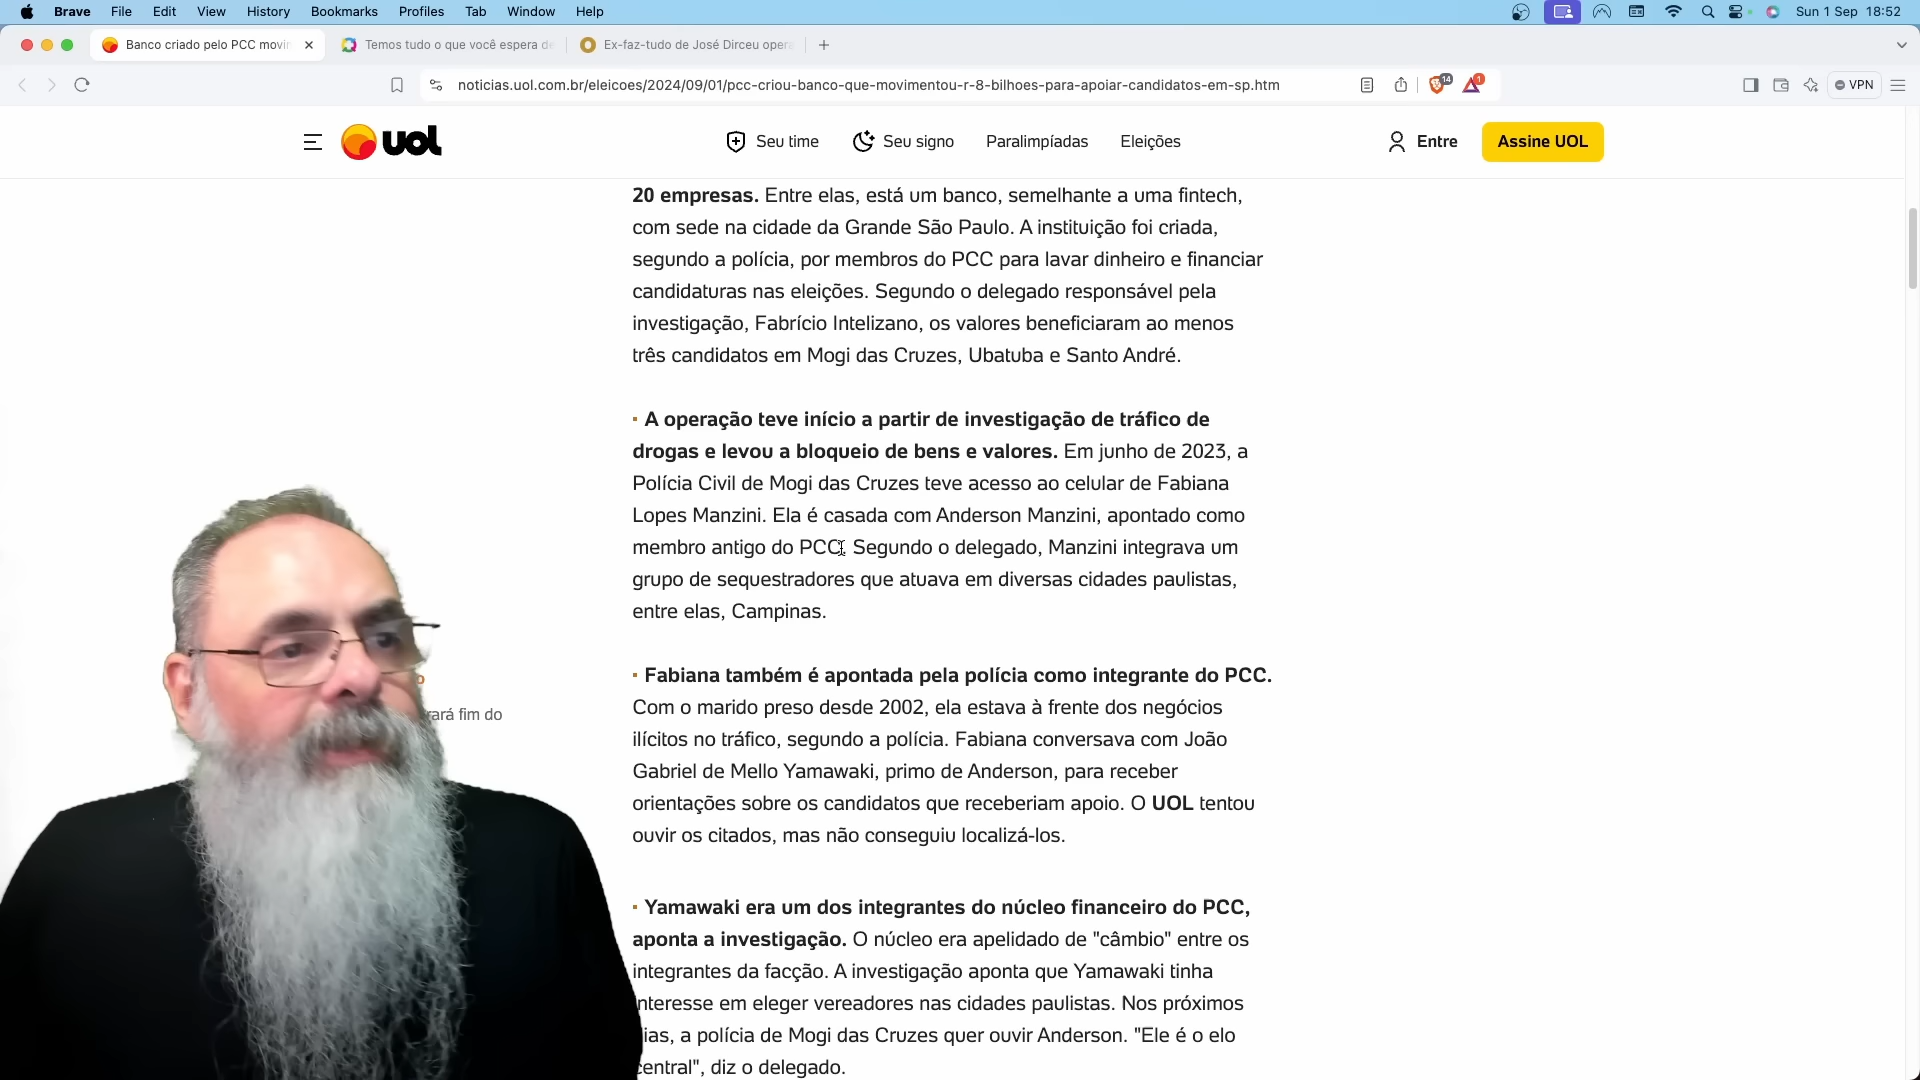 Brave File Edit View History Bookmarks Profiles Tab Window Help Sun 1 Sep 18:52
Banco criado pelo PCC movi Temos tudo o que você espera de Ex-faz-tudo de José Dirceu opera
noticias.uol.com.br/eleicoes/2024/09/01/pcc-criou-banco-que-movimentou-r-8-bilhoes-para-apoiar-candidatos-em-sp.htm 14 1 VPN
uol Seu time Seu signo Paralimpíadas Eleições Entre Assine UOL
20 empresas. Entre elas, está um banco, semelhante a uma fintech,
com sede na cidade da Grande São Paulo. A instituição foi criada,
segundo a polícia, por membros do PCC para lavar dinheiro e financiar
candidaturas nas eleições. Segundo o delegado responsável pela
investigação, Fabrício Intelizano, os valores beneficiaram ao menos
três candidatos em Mogi das Cruzes, Ubatuba e Santo André.
· A operação teve início a partir de investigação de tráfico de
drogas e levou a bloqueio de bens e valores. Em junho de 2023, a
Polícia Civil de Mogi das Cruzes teve acesso ao celular de Fabiana
Lopes Manzini. Ela é casada com Anderson Manzini, apontado como
membro antigo do PCC. Segundo o delegado, Manzini integrava um
grupo de sequestradores que atuava em diversas cidades paulistas,
entre elas, Campinas.
· Fabiana também é apontada pela polícia como integrante do PCC.
Com o marido preso desde 2002, ela estava à frente dos negócios
ilícitos no tráfico, segundo a polícia. Fabiana conversava com João
Gabriel de Mello Yamawaki, primo de Anderson, para receber
orientações sobre os candidatos que receberiam apoio. O UOL tentou
ouvir os citados, mas não conseguiu localizá-los.
o
rará fim do
· Yamawaki era um dos integrantes do núcleo financeiro do PCC,
aponta a investigação. O núcleo era apelidado de "câmbio" entre os
integrantes da facção. A investigação aponta que Yamawaki tinha
nteresse em eleger vereadores nas cidades paulistas. Nos próximos
ias, a polícia de Mogi das Cruzes quer ouvir Anderson. "Ele é o elo
central", diz o delegado.